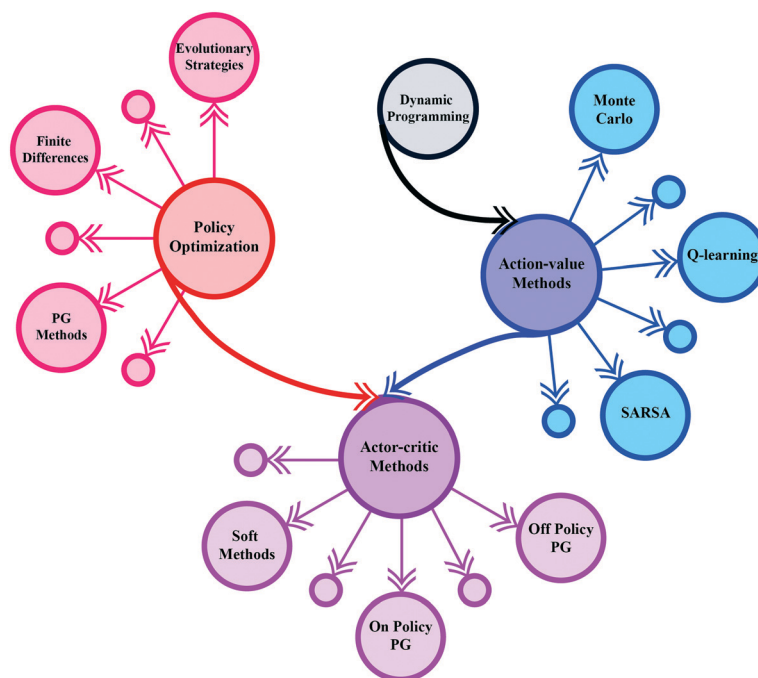 Evolutionary
Strategies
Dynamic
Programming
Monte
Carlo
Finite
Differences
Policy
Optimization
Action-value
Methods
Q-learning
PG
Methods
SARSA
Actor-critic
Methods
Soft
Methods
Off Policy
PG
On Policy
PG